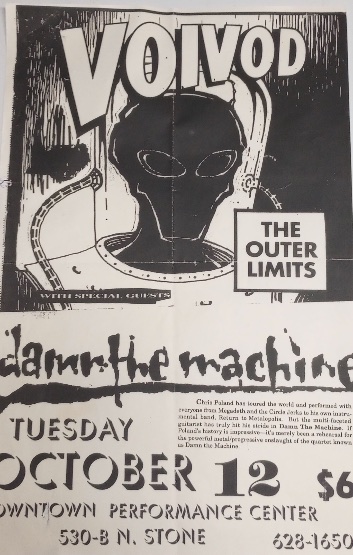 VOIVOD
THE
OUTER
LIMITS
WITH SPECIAL GUESTS
damn the machine
Chris Poland has toured the world and performed with
everyone from Megadeth and the Circle Jerks to his own instru-
mental band, Return to Metalopolis. But the multi-faceted
guitarist has truly hit his stride in Damn The Machine. If
Poland's history is impressive--it's merely been a rehearsal for
the powerful metal/progressive onslaught of the quartet known
as Damn the Machine
TUESDAY
OCTOBER 12 $6
OWNTOWN PERFORMANCE CENTER
530-B N. STONE 628-1650